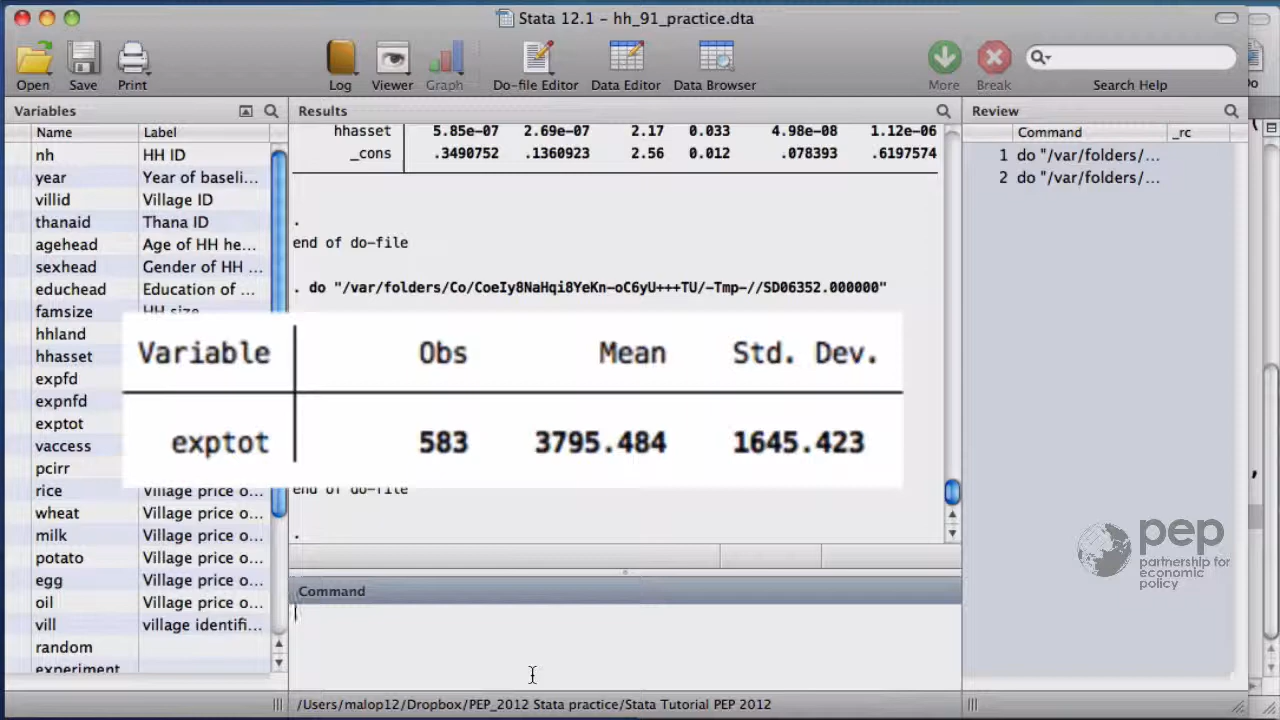 Stata 12.1 - hh_91_practice.dta
Open Save Print Log Viewer Graph Do-file Editor Data Editor Data Browser More Break Search Help
Variables
Name Label
nh HH ID
year Year of baseli...
villid Village ID
thanaid Thana ID
agehead Age of HH he...
sexhead Gender of HH ...
educhead Education of ...
famsize HH size
hhland
hhasset
expfd
expnfd
exptot
vaccess
pcirr
rice Village price o...
wheat Village price o...
milk Village price o...
potato Village price o...
egg Village price o...
oil Village price o...
vill village identifi...
random
experiment
Results
hhasset 5.85e-07 2.69e-07 2.17 0.033 4.98e-08 1.12e-06
_cons .3490752 .1360923 2.56 0.012 .078393 .6197574
.
end of do-file
. do "/var/folders/Co/CoeIy8NaHqi8YeKn-oC6yU+++TU/-Tmp-//SD06352.000000"
Variable Obs Mean Std. Dev.
exptot 583 3795.484 1645.423
end of do-file
.
Command
/Users/malop12/Dropbox/PEP_2012 Stata practice/Stata Tutorial PEP 2012
Review
Command _rc
1 do "/var/folders/...
2 do "/var/folders/...
pep
partnership for
economic
policy